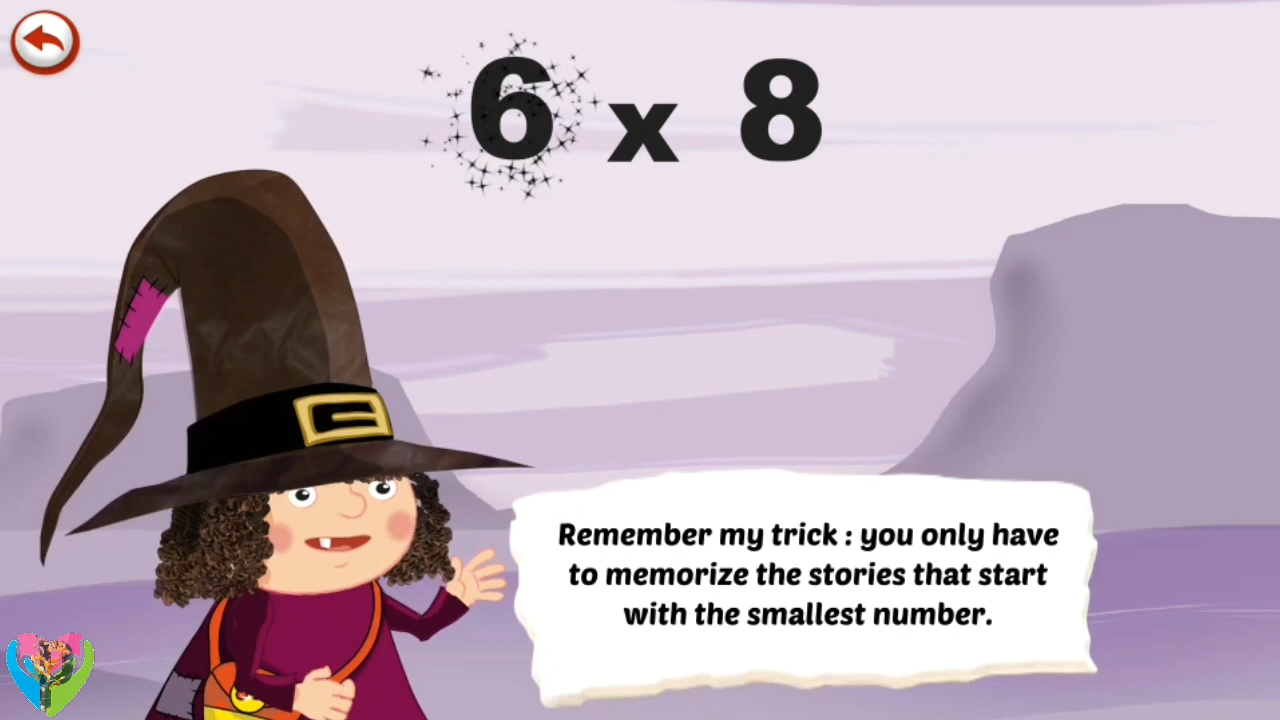 6 x 8
Remember my trick : you only have
to memorize the stories that start
with the smallest number.